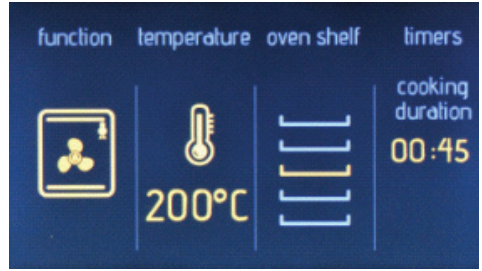 function temperature oven shelf timers
cooking
duration
00:45
200°C